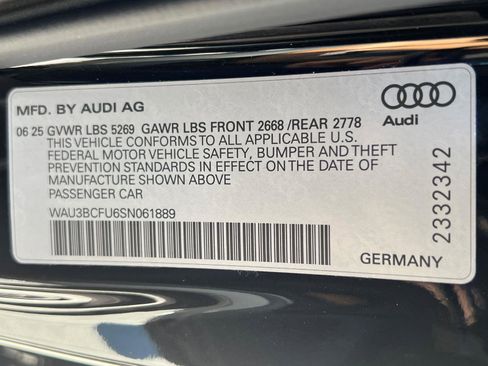 MFD. BY AUDI AG
06 25 GVWR LBS 5269 GAWR LBS FRONT 2668 /REAR 2778
THIS VEHICLE CONFORMS TO ALL APPLICABLE U.S.
FEDERAL MOTOR VEHICLE SAFETY, BUMPER AND THEFT
PREVENTION STANDARDS IN EFFECT ON THE DATE OF
MANUFACTURE SHOWN ABOVE
PASSENGER CAR
WAU3BCFU6SN061889
Audi
2332342
GERMANY